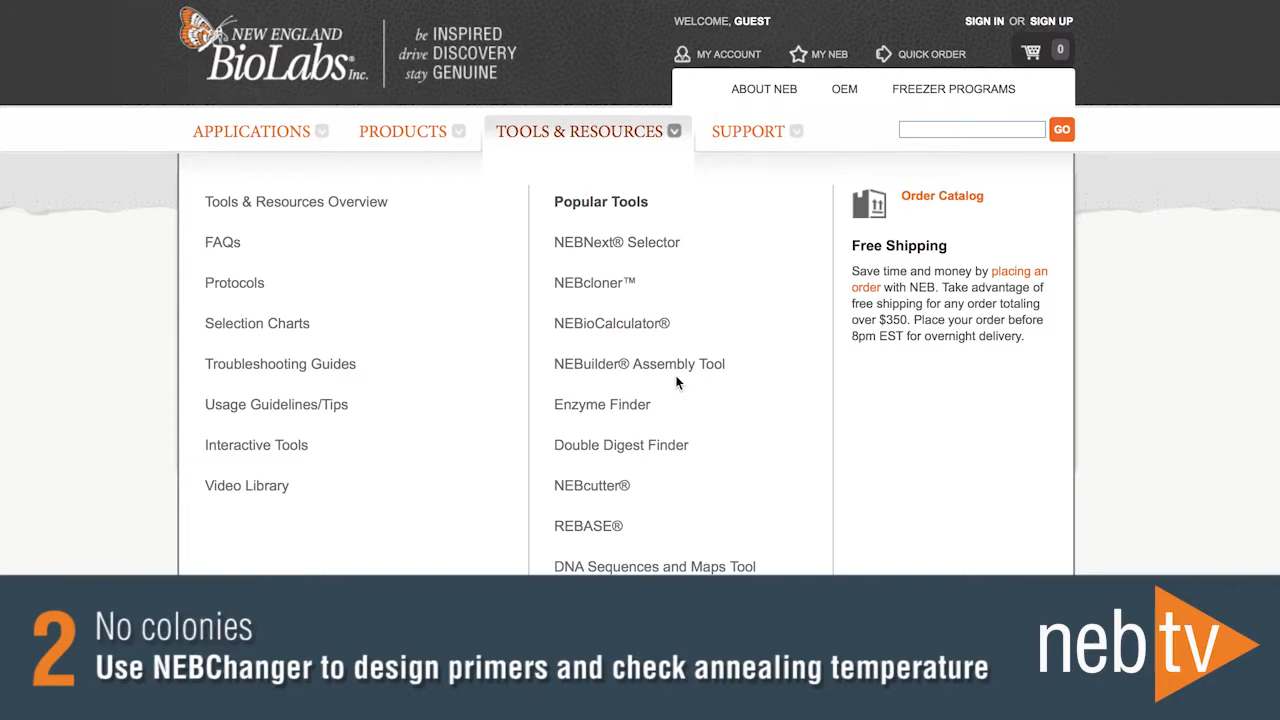 NEW ENGLAND
BioLabs® Inc.
be INSPIRED
drive DISCOVERY
stay GENUINE
WELCOME, GUEST
SIGN IN OR SIGN UP
MY ACCOUNT
MY NEB
QUICK ORDER
0
ABOUT NEB
OEM
FREEZER PROGRAMS
APPLICATIONS
PRODUCTS
TOOLS & RESOURCES
SUPPORT
GO
Tools & Resources Overview
FAQs
Protocols
Selection Charts
Troubleshooting Guides
Usage Guidelines/Tips
Interactive Tools
Video Library
Popular Tools
NEBNext® Selector
NEBcloner™
NEBioCalculator®
NEBuilder® Assembly Tool
Enzyme Finder
Double Digest Finder
NEBcutter®
REBASE®
DNA Sequences and Maps Tool
Order Catalog
Free Shipping
Save time and money by placing an
order with NEB. Take advantage of
free shipping for any order totaling
over $350. Place your order before
8pm EST for overnight delivery.
2
No colonies
Use NEBChanger to design primers and check annealing temperature
neb tv